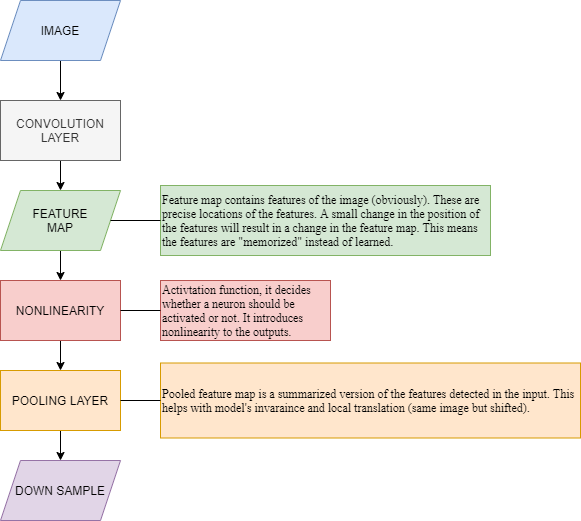 IMAGE
CONVOLUTION
LAYER
FEATURE
MAP
Feature map contains features of the image (obviously). These are
precise locations of the features. A small change in the position of
the features will result in a change in the feature map. This means
the features are "memorized" instead of learned.
NONLINEARITY
Activtation function, it decides
whether a neuron should be
activated or not. It introduces
nonlinearity to the outputs.
POOLING LAYER
Pooled feature map is a summarized version of the features detected in the input. This
helps with model's invaraince and local translation (same image but shifted).
DOWN SAMPLE